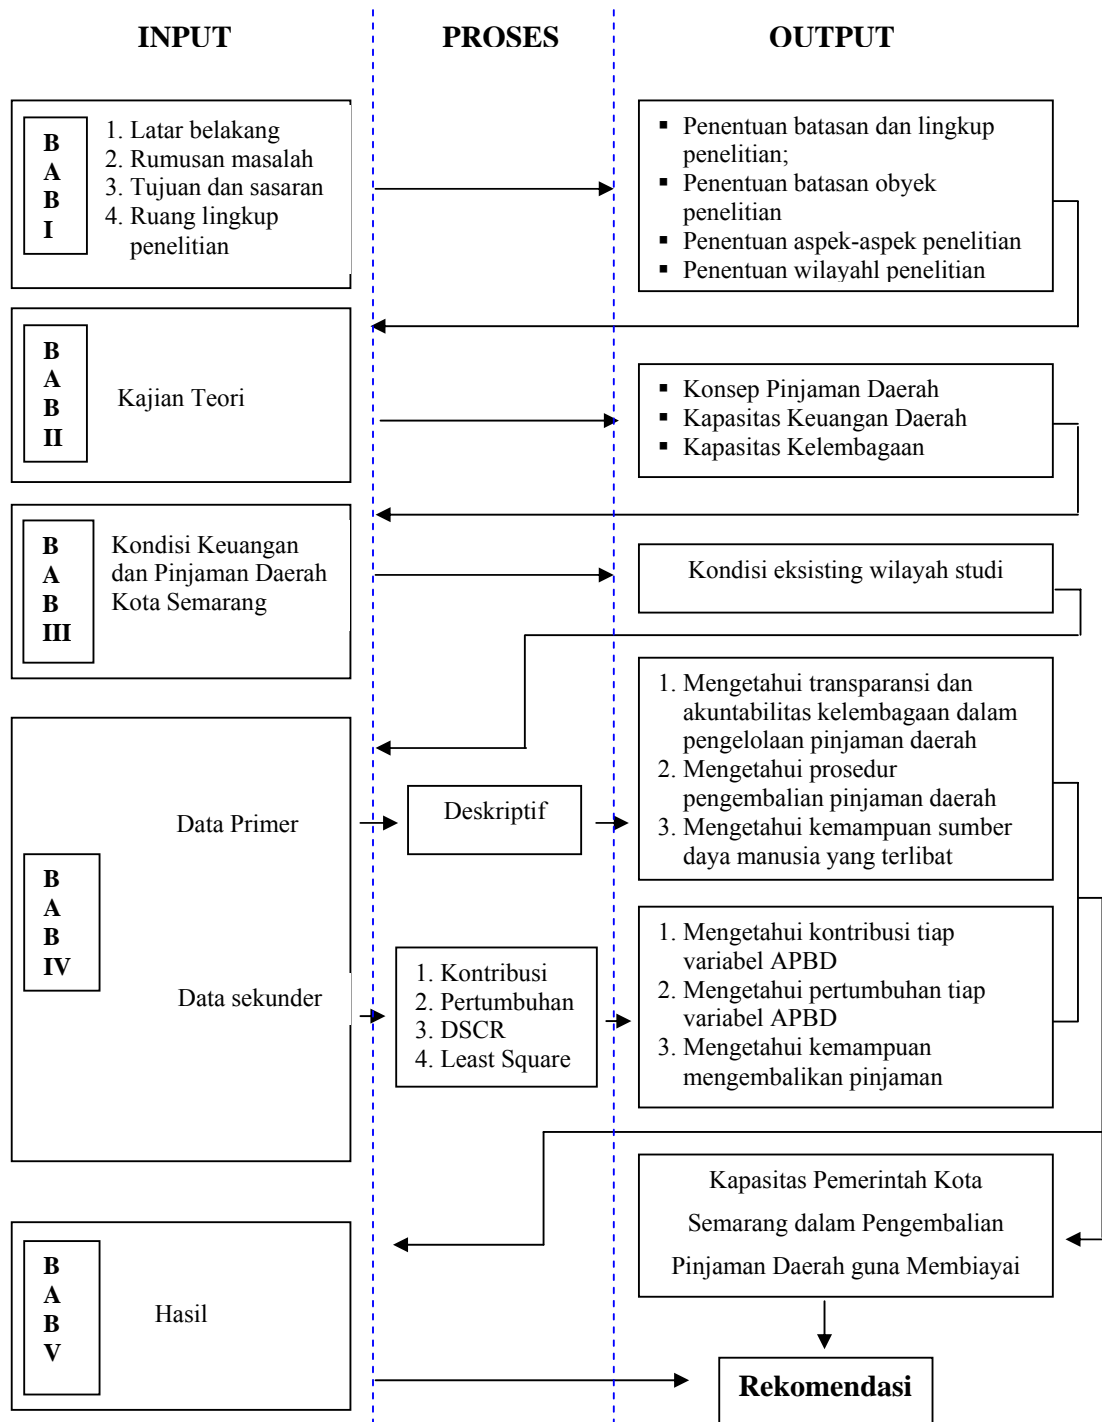 INPUT
PROSES
OUTPUT
B
A
B
I
1. Latar belakang
2. Rumusan masalah
3. Tujuan dan sasaran
4. Ruang lingkup
penelitian
▪ Penentuan batasan dan lingkup
penelitian;
▪ Penentuan batasan obyek
penelitian
▪ Penentuan aspek-aspek penelitian
▪ Penentuan wilayahl penelitian
B
A
B
II
Kajian Teori
▪ Konsep Pinjaman Daerah
▪ Kapasitas Keuangan Daerah
▪ Kapasitas Kelembagaan
B
A
B
III
Kondisi Keuangan
dan Pinjaman Daerah
Kota Semarang
Kondisi eksisting wilayah studi
B
A
B
IV
Data Primer
Deskriptif
1. Mengetahui transparansi dan
akuntabilitas kelembagaan dalam
pengelolaan pinjaman daerah
2. Mengetahui prosedur
pengembalian pinjaman daerah
3. Mengetahui kemampuan sumber
daya manusia yang terlibat
Data sekunder
1. Kontribusi
2. Pertumbuhan
3. DSCR
4. Least Square
1. Mengetahui kontribusi tiap
variabel APBD
2. Mengetahui pertumbuhan tiap
variabel APBD
3. Mengetahui kemampuan
mengembalikan pinjaman
Kapasitas Pemerintah Kota
Semarang dalam Pengembalian
Pinjaman Daerah guna Membiayai
B
A
B
V
Hasil
Rekomendasi